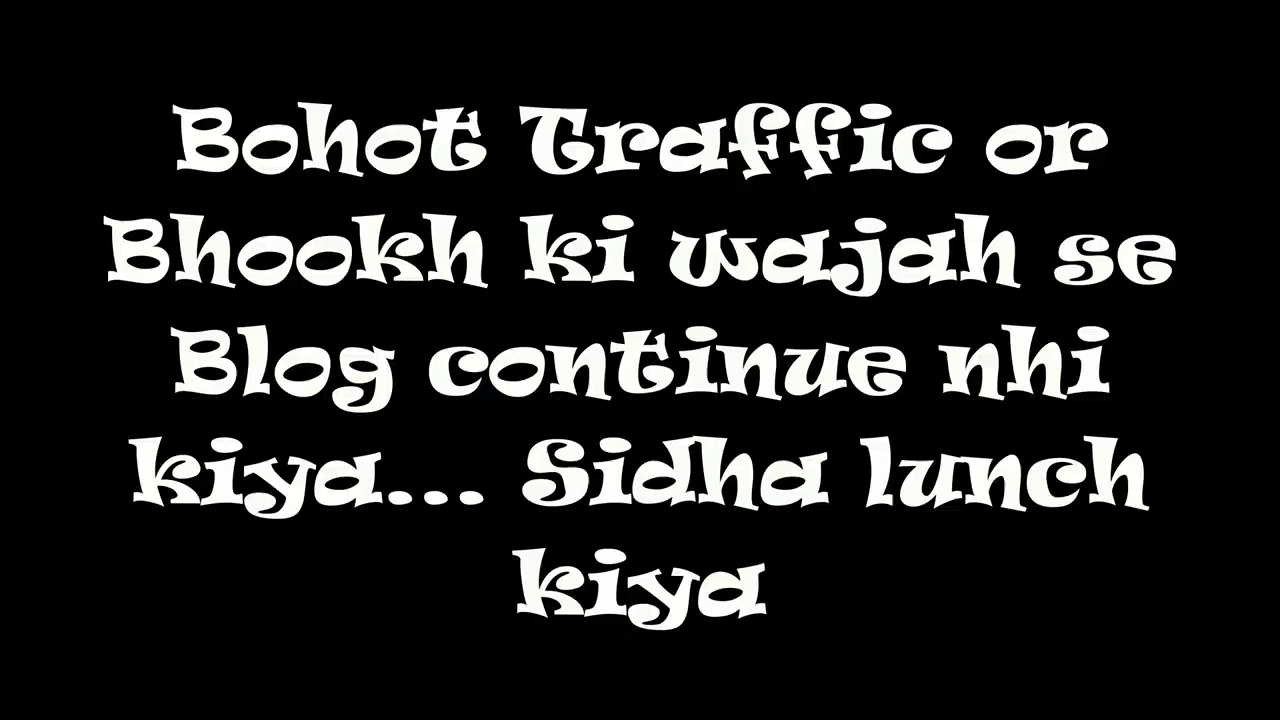 Bohot Traffic or
Bhookh ki wajah se
Blog continue nhi
kiya... Sidha lunch
kiya